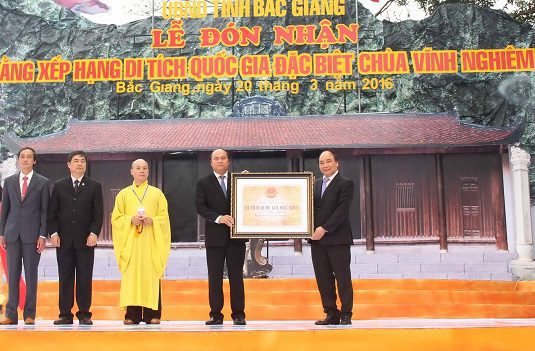 UBND TỈNH BẮC GIANG
LỄ ĐÓN NHẬN
BẰNG XẾP HẠNG DI TÍCH QUỐC GIA ĐẶC BIỆT CHÙA VĨNH NGHIÊM
Bắc Giang, ngày 20 tháng 3 năm 2016
DI TÍCH QUỐC GIA ĐẶC BIỆT